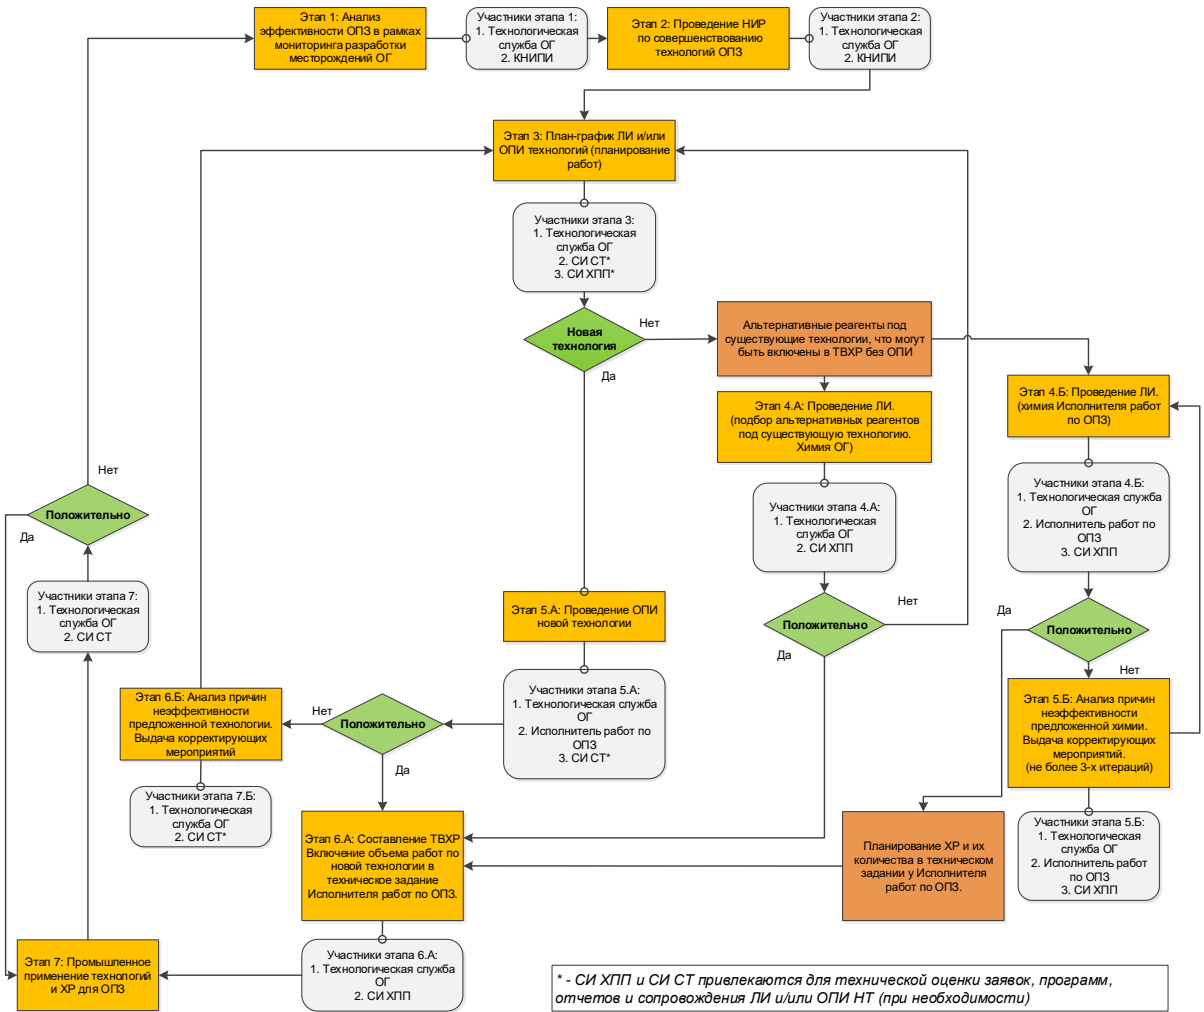 Этап 1: Анализ
эффективности ОПЗ в рамках
мониторинга разработки
месторождений ОГ
Участники этапа 1:
1. Технологическая
служба ОГ
2. КНИПИ
Этап 2: Проведение НИР
по совершенствованию
технологий ОПЗ
Участники этапа 2:
1. Технологическая
служба ОГ
2. КНИПИ
Этап 3: План-график ЛИ и/или
ОПИ технологий (планирование
работ)
Участники этапа 3:
1. Технологическая
служба ОГ
2. СИ СТ*
3. СИ ХПП*
Новая
технология
Нет
Да
Альтернативные реагенты под
существующие технологии, что могут
быть включены в ТВХР без ОПИ
Этап 4.А: Проведение ЛИ.
(подбор альтернативных реагентов
под существующую технологию.
Химия ОГ)
Этап 4.Б: Проведение ЛИ.
(химия Исполнителя работ
по ОПЗ)
Участники этапа 4.А:
1. Технологическая
служба ОГ
2. СИ ХПП
Участники этапа 4.Б:
1. Технологическая служба
ОГ
2. Исполнитель работ по
ОПЗ
3. СИ ХПП
Нет
Положительно
Да
Участники этапа 7:
1. Технологическая
служба ОГ
2. СИ СТ
Этап 5.А: Проведение ОПИ
новой технологии
Нет
Положительно
Да
Да
Положительно
Нет
Этап 6.Б: Анализ причин
неэффективности
предложенной технологии.
Выдача корректирующих
мероприятий
Нет
Положительно
Да
Участники этапа 5.А:
1. Технологическая служба
ОГ
2. Исполнитель работ по
ОПЗ
3. СИ СТ*
Этап 5.Б: Анализ причин
неэффективности
предложенной химии.
Выдача корректирующих
мероприятий.
(не более 3-х итераций)
Участники этапа 7.Б:
1. Технологическая
служба ОГ
2. СИ СТ*
Этап 6.А: Составление ТВХР
Включение объема работ по
новой технологии в
техническое задание
Исполнителя работ по ОПЗ.
Планирование ХР и их
количества в техническом
задании у Исполнителя
работ по ОПЗ.
Участники этапа 5.Б:
1. Технологическая
служба ОГ
2. Исполнитель работ
по ОПЗ
3. СИ ХПП
Этап 7: Промышленное
применение технологий
и ХР для ОПЗ
Участники этапа 6.А:
1. Технологическая служба
ОГ
2. СИ ХПП
* - СИ ХПП и СИ СТ привлекаются для технической оценки заявок, программ,
отчетов и сопровождения ЛИ и/или ОПИ НТ (при необходимости)